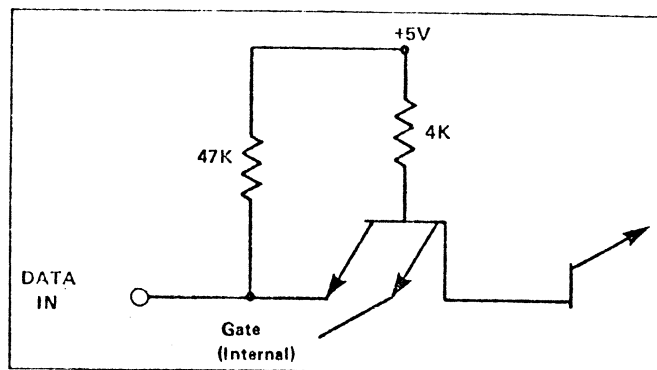 +5V
47K
4K
DATA
IN
Gate
(Internal)